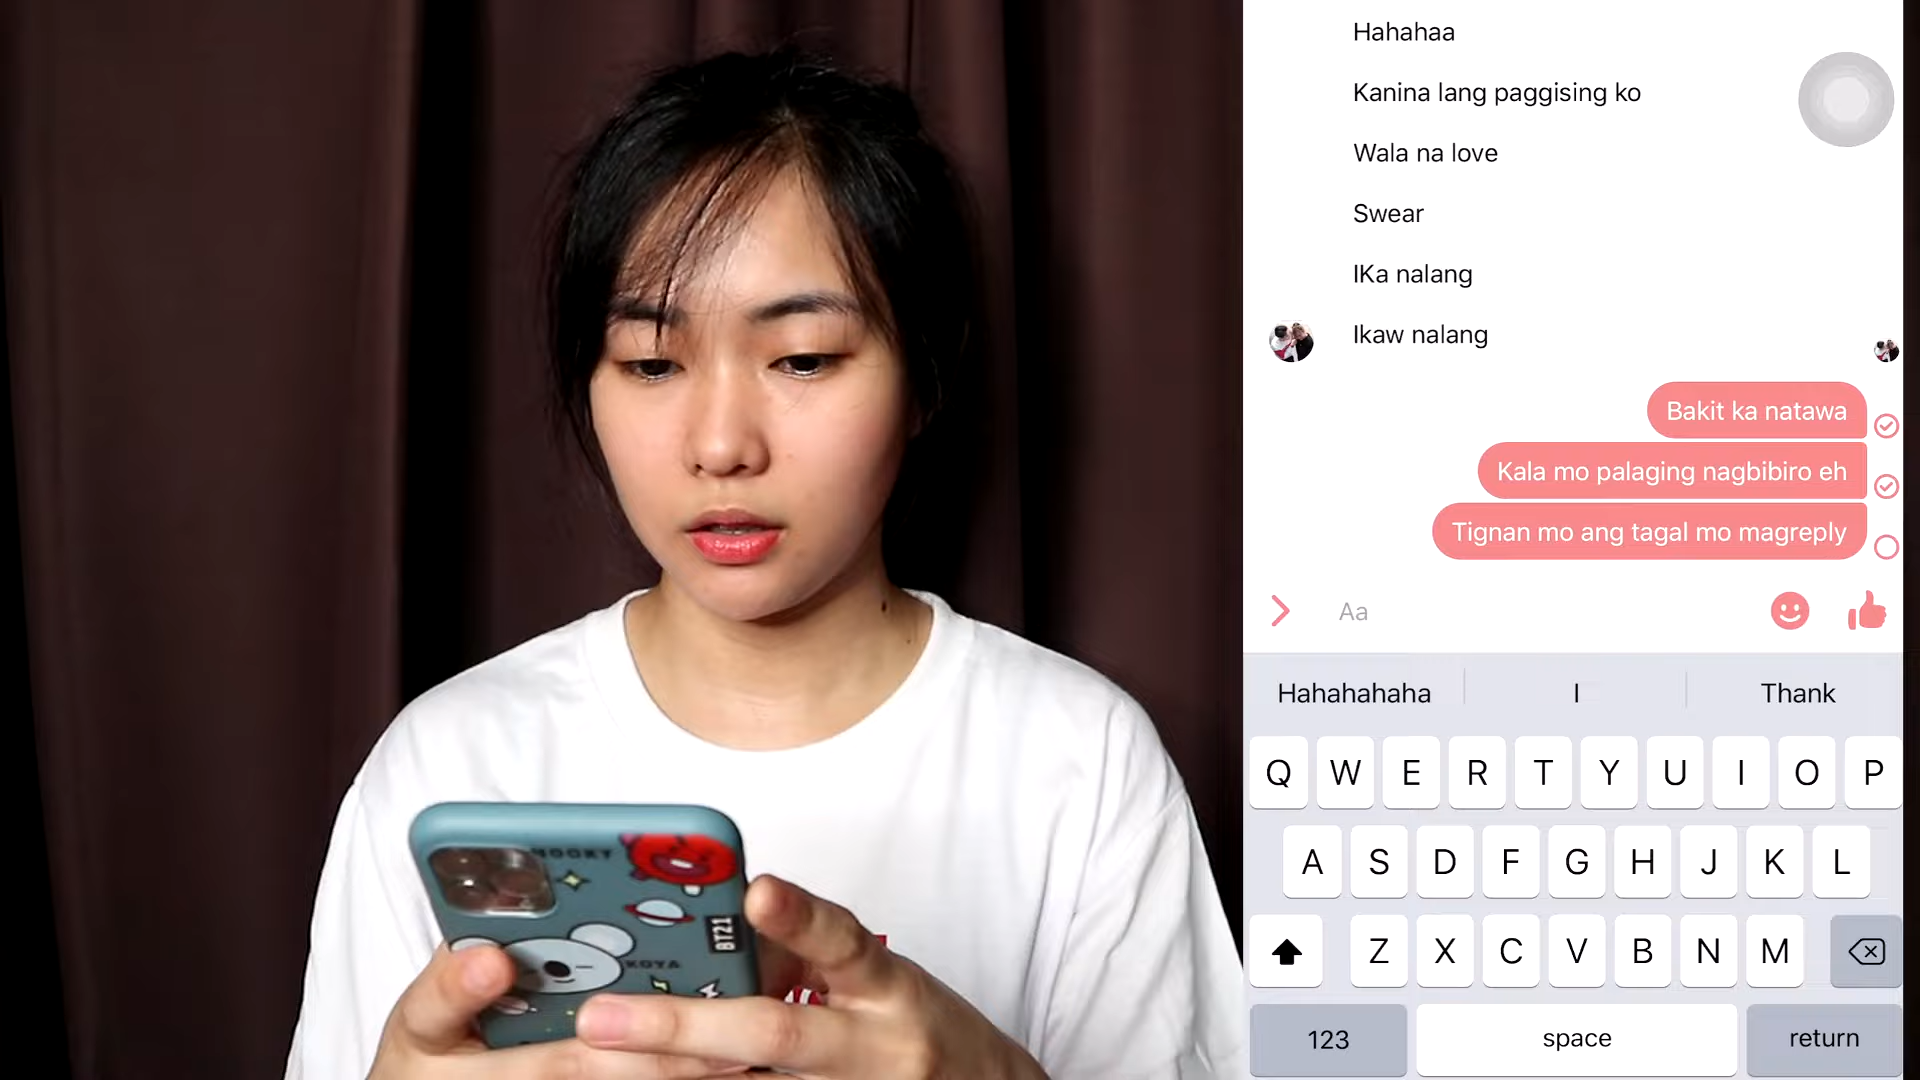 Hahahaa
Kanina lang paggising ko
Wala na love
Swear
IKa nalang
Ikaw nalang
Bakit ka natawa
Kala mo palaging nagbibiro eh
Tignan mo ang tagal mo magreply
Aa
Hahahahaha I Thank
Q W E R T Y U I O P
A S D F G H J K L
Z X C V B N M
123 space return
KOYA
BT21